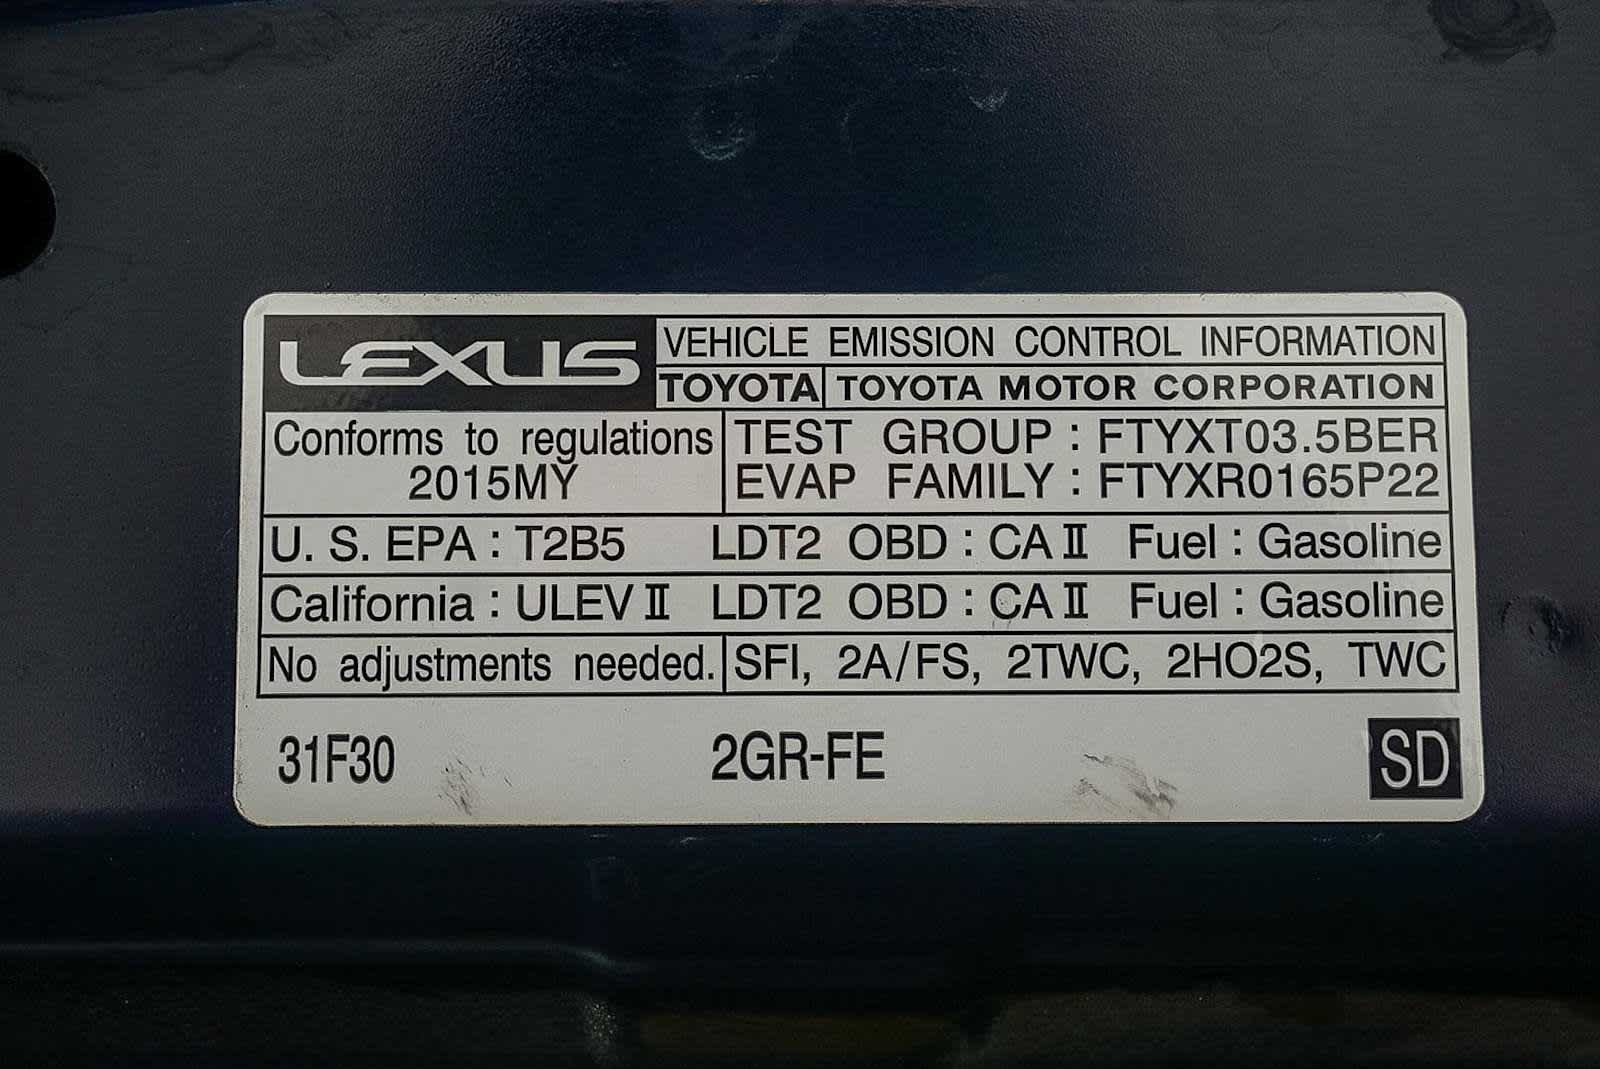 LEXUS VEHICLE EMISSION CONTROL INFORMATION
TOYOTA TOYOTA MOTOR CORPORATION
Conforms to regulations
2015MY
TEST GROUP : FTYXT03.5BER
EVAP FAMILY : FTYXR0165P22
U. S. EPA : T2B5 LDT2 OBD : CA II Fuel : Gasoline
California : ULEV II LDT2 OBD : CA II Fuel : Gasoline
No adjustments needed. SFI, 2A/FS, 2TWC, 2HO2S, TWC
31F30 2GR-FE SD